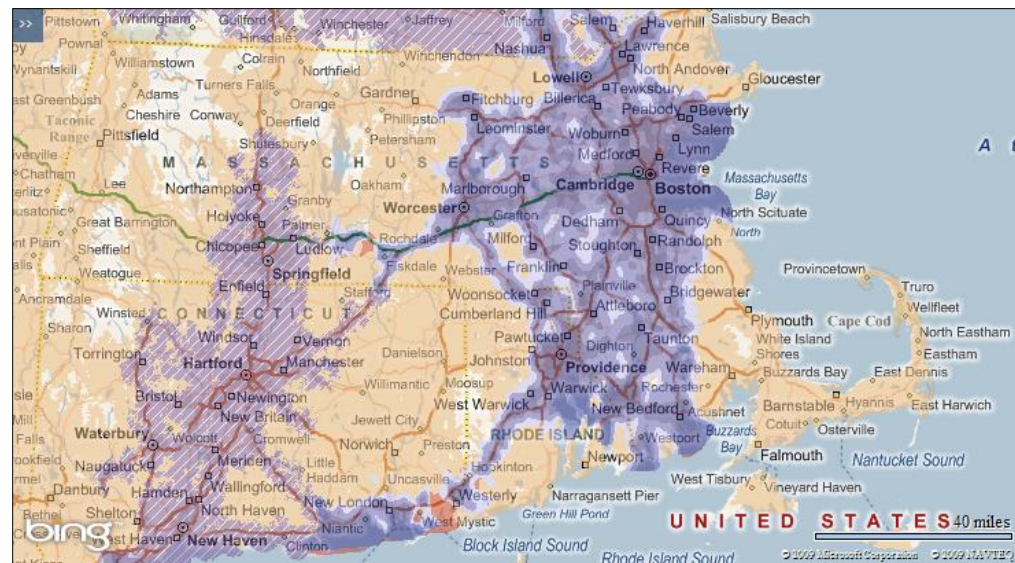 >>
Pittstown Whitingham Guilford Winchester Jaffrey Milford Salem Haverhill Salisbury Beach
Hinsdale Nashua Lawrence
Pownal Colrain Winchendon
Williamstown Northfield Lowell North Andover
Wynantskill Turners Falls Gardner Tewksbury Gloucester
Adams Orange Fitchburg Billerica
East Greenbush Cheshire Conway Deerfield Phillipston Peabody Beverly
Taconic Range Leominster Woburn Salem
Pittsfield Shutesbury Petersham Medford Lynn
MASSACHUSETTS
Chatham Revere
Lee Northampton Oakham Marlborough Cambridge Boston Massachusetts Bay
Granby Worcester
Great Barrington Holyoke Palmer Grafton Dedham Quincy North Scituate
Rochdale Milford North
Sheffield Chicopee Ludlow Stoughton Randolph
Weatogue Springfield Fiskdale Webster Franklin Brockton
Provincetown
Ancramdale Enfield Stafford Woonsocket Plainville Bridgewater Truro
Winsted CONNECTICUT Cumberland Hill Attleboro Wellfleet
Sharon Plymouth Cape Cod
Windsor Vernon Pawtucket Taunton White Island Shores North Eastham
Torrington Hartford Manchester Danielson Johnston Dighton Eastham
Providence Wareham Buzzards Bay East Dennis
Willimantic Moosup Warwick Rochester
Bristol Newington West Warwick New Bedford Acushnet Barnstable Hyannis East Harwich
New Britain Jewett City
Waterbury Wolcott Cromwell Norwich Preston RHODE ISLAND Westport Buzzards Bay Cotuit Osterville
Naugatuck Meriden Little Haddam Hopkinton Newport Falmouth Nantucket Sound
Danbury Wallingford Uncasville
Hamden New London Westerly Narragansett Pier West Tisbury Vineyard Haven
Bethel Shelton North Haven Niantic West Mystic Green Hill Pond
UNITED STATES 40 miles
bing East Haven New Haven Clinton Block Island Sound
Rhode Island Sound
© 2009 Microsoft Corporation © 2009 NAVTEQ